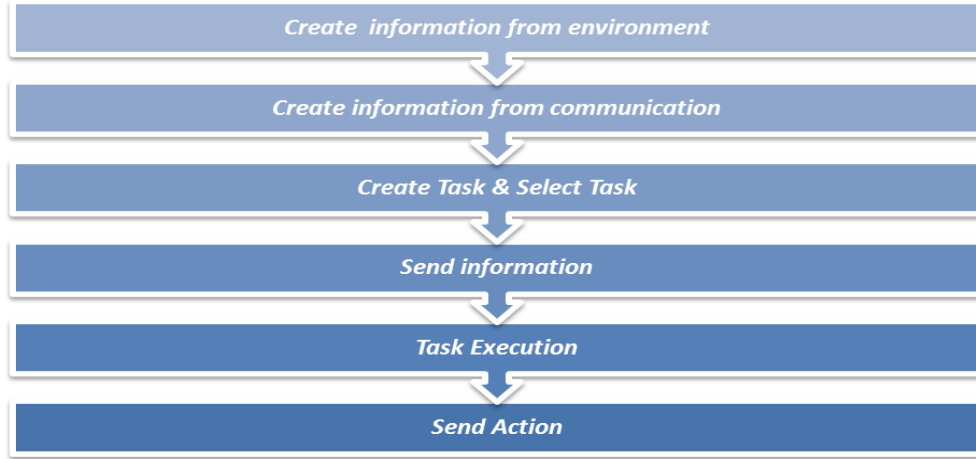 Create information from environment
Create information from communication
Create Task & Select Task
Send information
Task Execution
Send Action